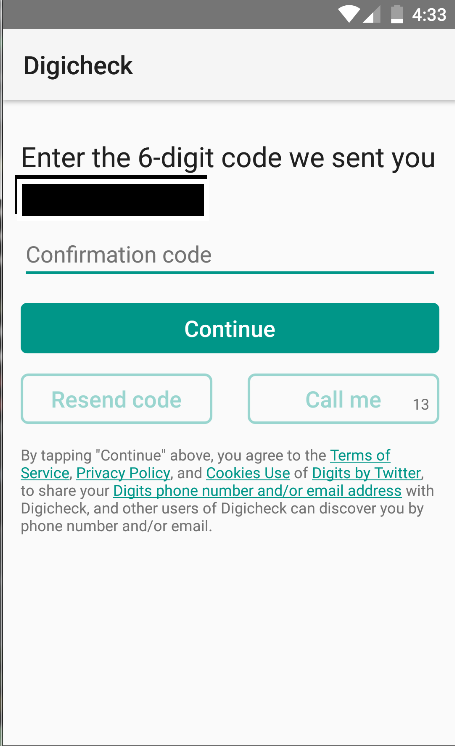 4:33
Digicheck
Enter the 6-digit code we sent you
Confirmation code
Continue
Resend code
Call me 13
By tapping "Continue" above, you agree to the Terms of
Service, Privacy Policy, and Cookies Use of Digits by Twitter,
to share your Digits phone number and/or email address with
Digicheck, and other users of Digicheck can discover you by
phone number and/or email.